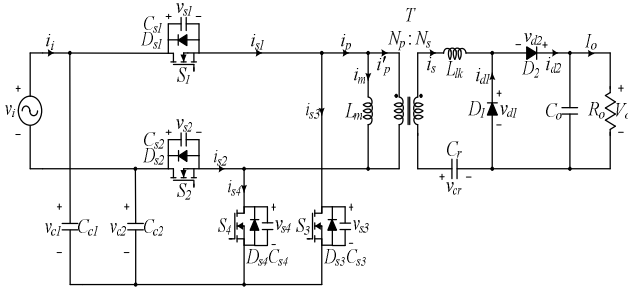 C_{s1} + v_{s1} −
D_{s1}
S_1
i_i
i_{s1}
i_p
T
N_p : N_s
i'_p
i_s
i_m
L_m
L_{lk}
− v_{d2} +
D_2
i_{d2}
I_o
i_{d1}
D_1
+ v_{d1} −
C_o
R_o
+ V_o −
+ v_i −
C_{s2} + v_{s2} −
D_{s2}
S_2
i_{s2}
i_{s3}
i_{s4}
C_r
+ v_{cr} −
+ v_{c1} −
C_{c1}
+ v_{c2} −
C_{c2}
S_4
+ v_{s4} −
D_{s4}C_{s4}
S_3
+ v_{s3} −
D_{s3}C_{s3}